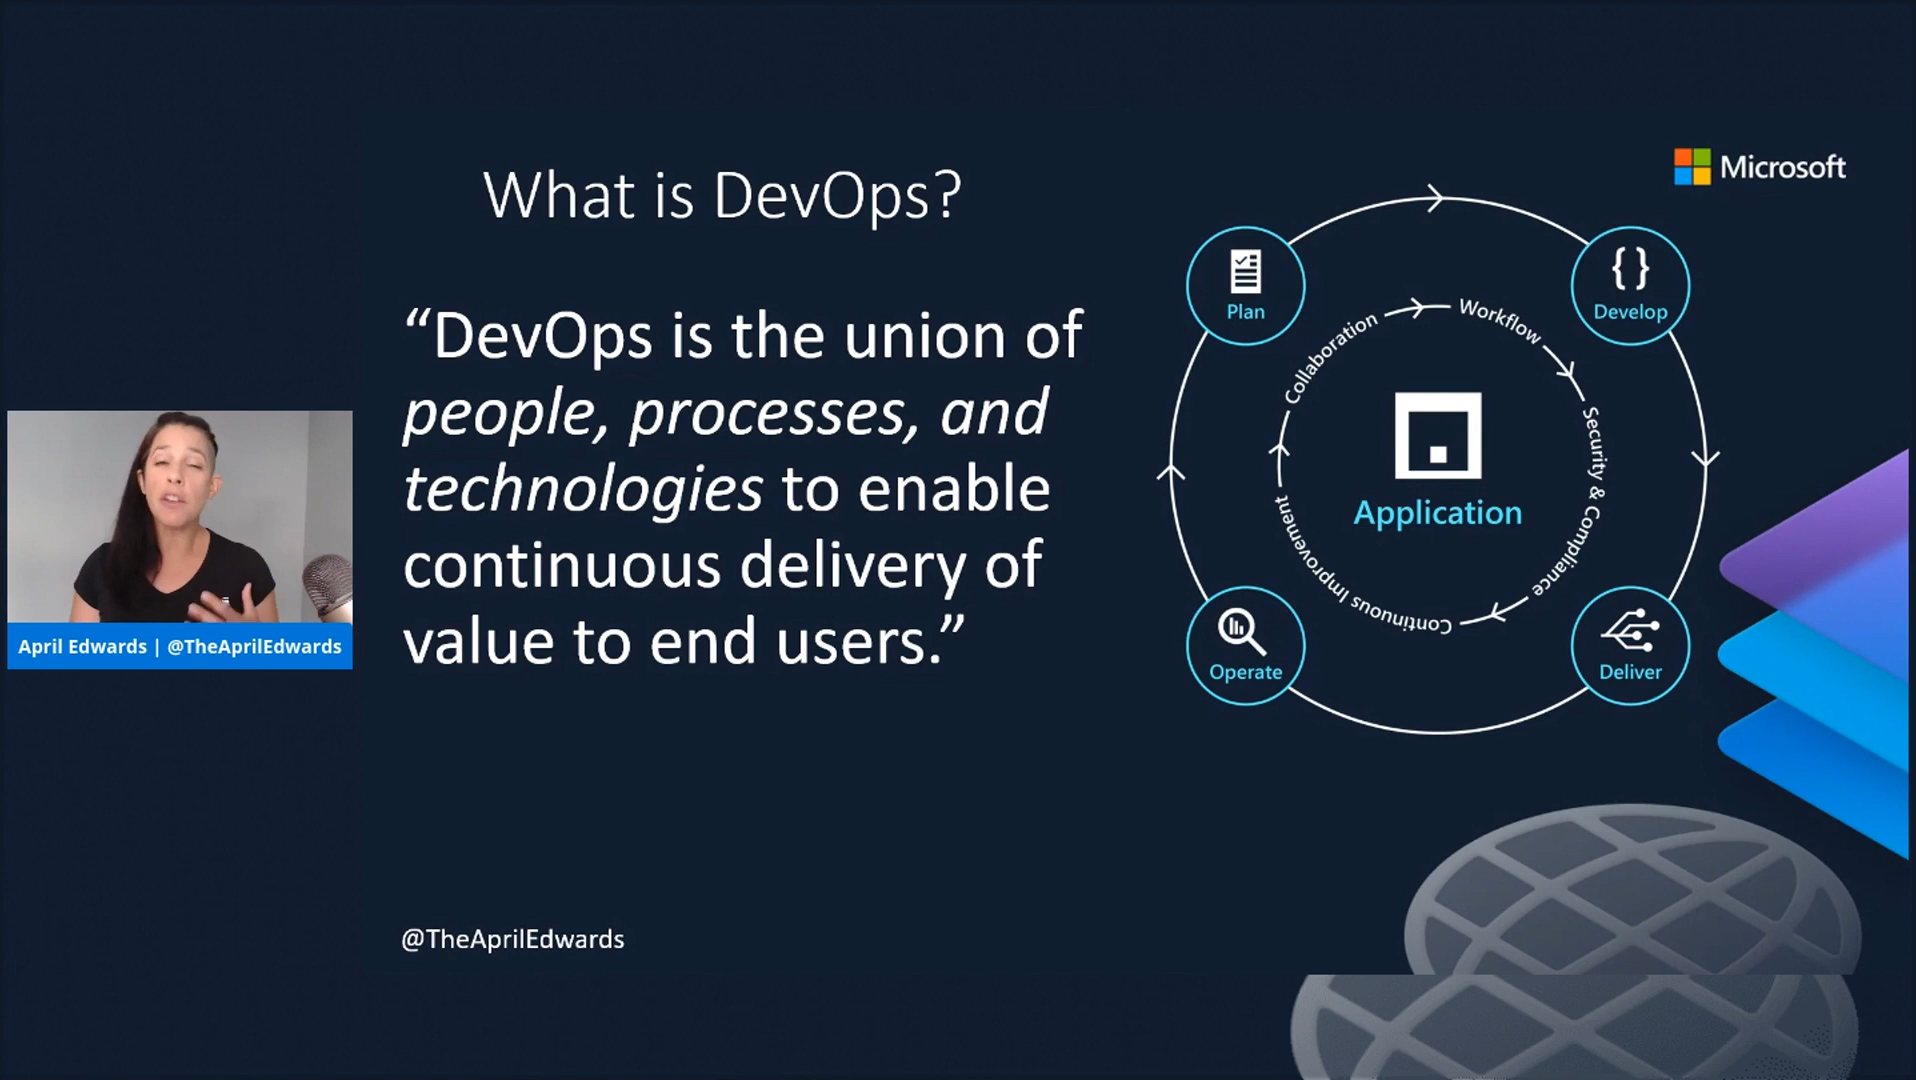 What is DevOps?
Microsoft
“DevOps is the union of
people, processes, and
technologies to enable
continuous delivery of
value to end users.”
Plan
Develop
Collaboration
Workflow
Security & Compliance
Continuous Improvement
Application
Operate
Deliver
April Edwards | @TheAprilEdwards
@TheAprilEdwards